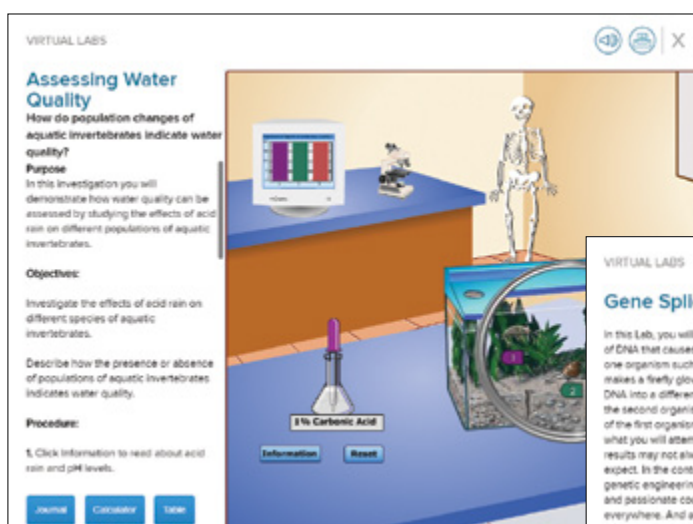 VIRTUAL LABS
Assessing Water
Quality
How do population changes of
aquatic invertebrates indicate water
quality?
Purpose
In this investigation you will
demonstrate how water quality can be
assessed by studying the effects of acid
rain on different populations of aquatic
invertebrates.
Objectives:
Investigate the effects of acid rain on
different species of aquatic
invertebrates.
Describe how the presence or absence
of populations of aquatic invertebrates
indicates water quality.
Procedure:
1. Click Information to read about acid
rain and pH levels.
Journal
Calculator
Table
1% Carbonic Acid
Information
Reset
1
2
VIRTUAL LABS
Gene Spli
In this Lab, you will
of DNA that causes
one organism such
makes a firefly glow
DNA into a different
the second organis
of the first organism
what you will attem
results may not alw
expect. In the cont
genetic engineering
and passionate co
everywhere. And a